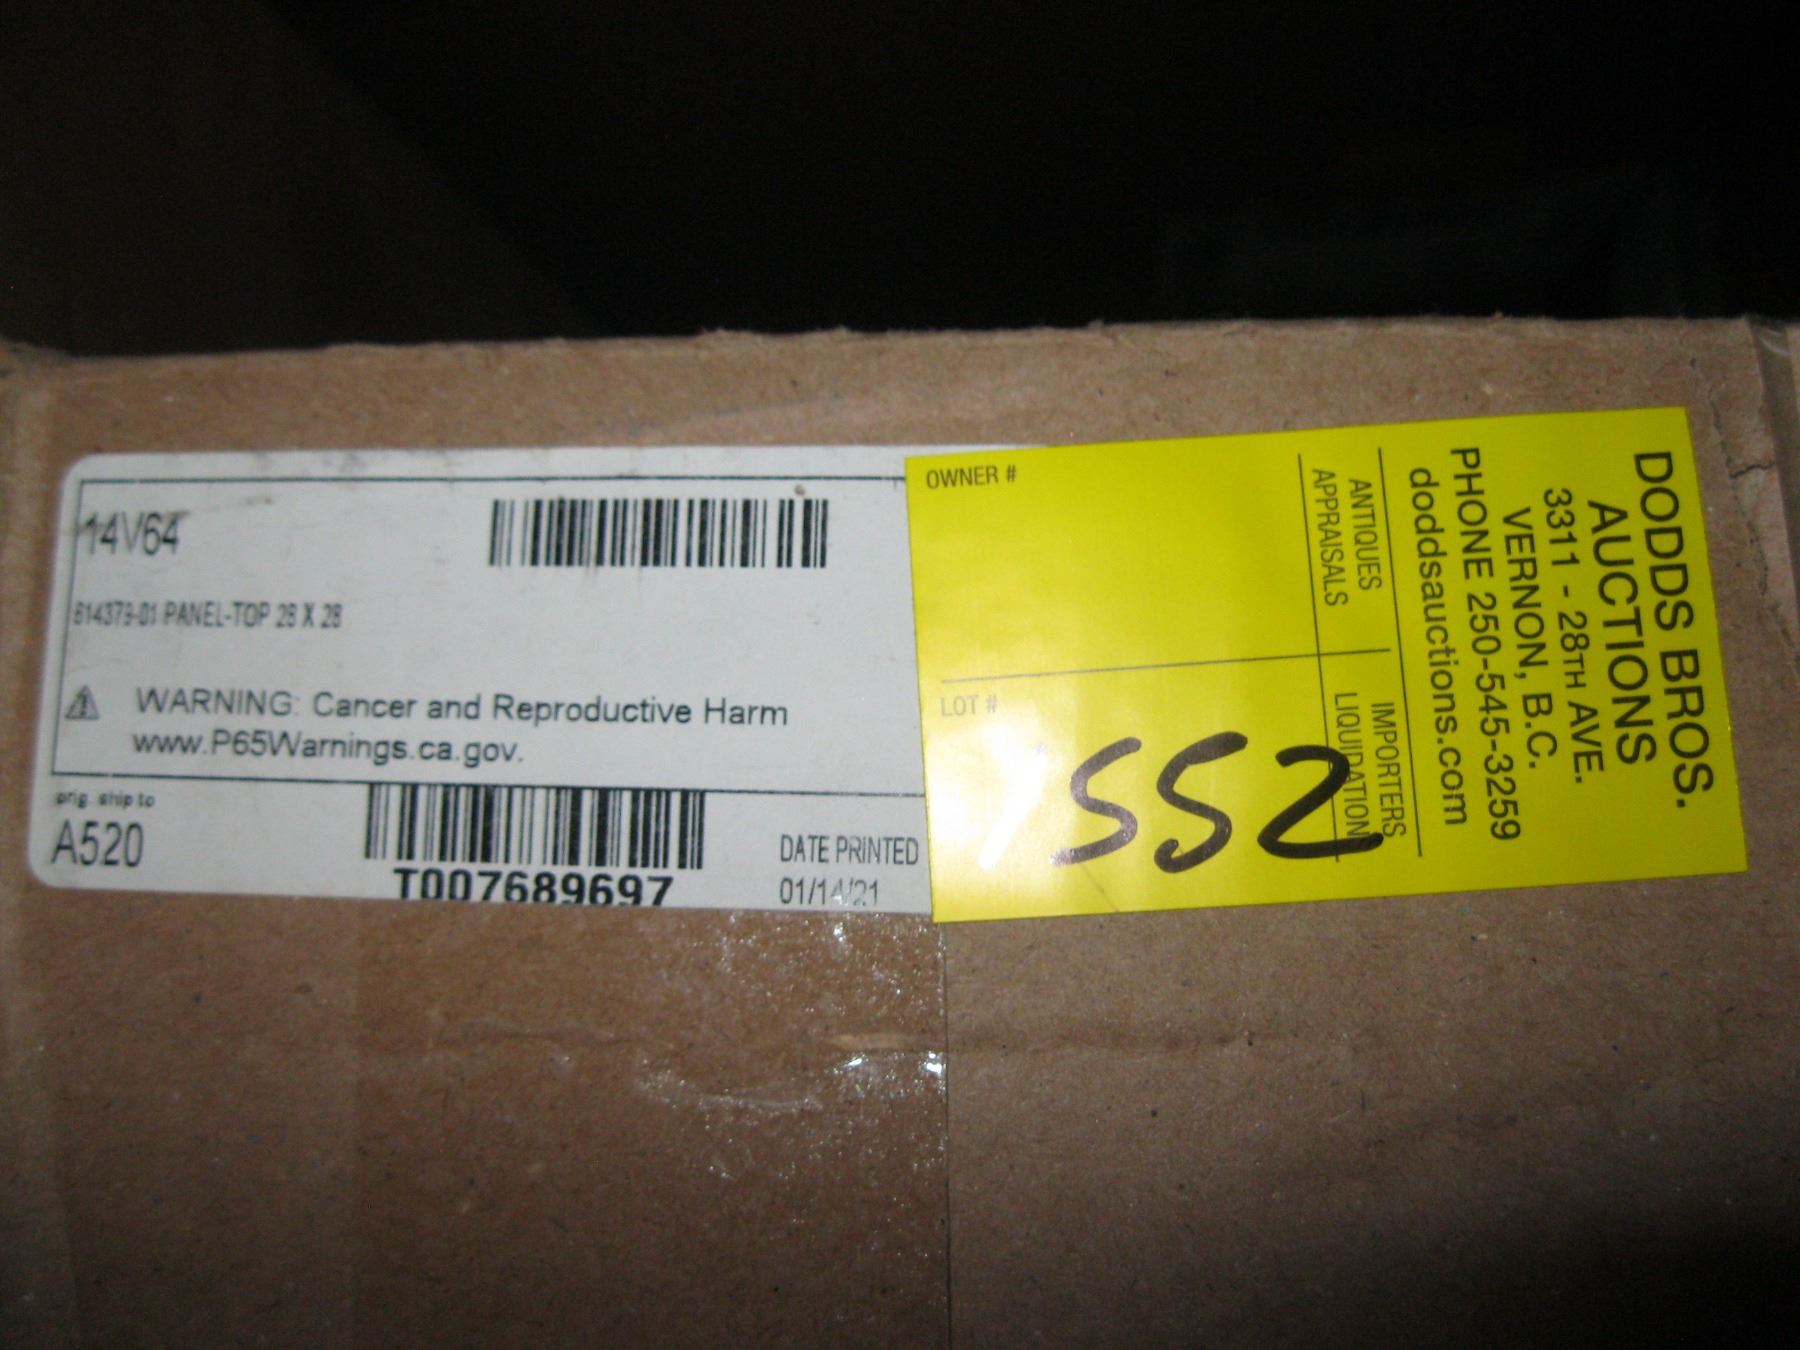 14V64
614379-01 PANEL-TOP 28 X 28
WARNING: Cancer and Reproductive Harm
www.P65Warnings.ca.gov.
orig. ship to
A520
T007689697
DATE PRINTED
01/14/21
OWNER #
LOT #
552
DODDS BROS.
AUCTIONS
3311 - 28TH AVE.
VERNON, B.C.
PHONE 250-545-3259
doddsauctions.com
ANTIQUES
APPRAISALS
IMPORTERS
LIQUIDATION